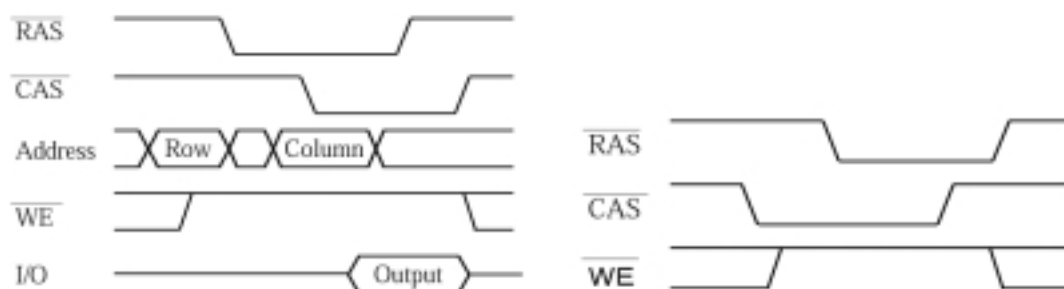 RAS
CAS
Address Row Column
WE
I/O Output
RAS
CAS
WE